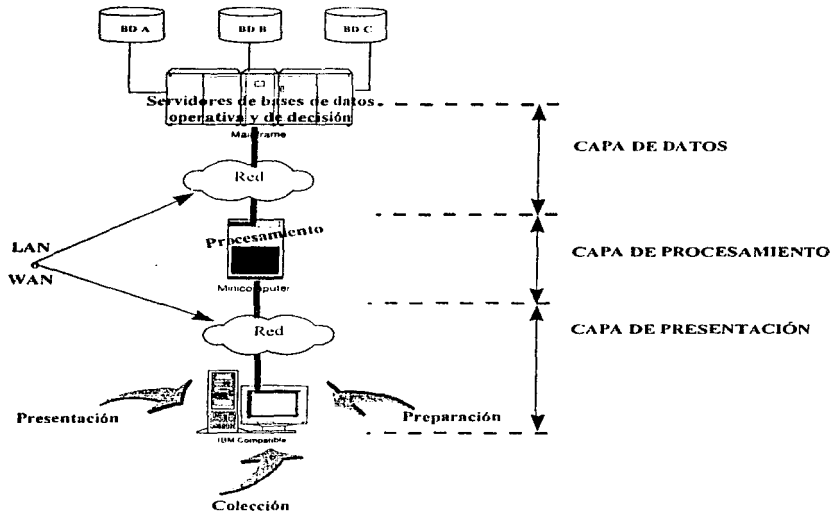 BD A
BD B
BD C
Servidores de bases de datos
operativa y de decisión
Mainframe
CAPA DE DATOS
Red
LAN
WAN
Procesamiento
Minicomputer
CAPA DE PROCESAMIENTO
Red
CAPA DE PRESENTACIÓN
Presentación
Preparación
IBM Compatible
Colección